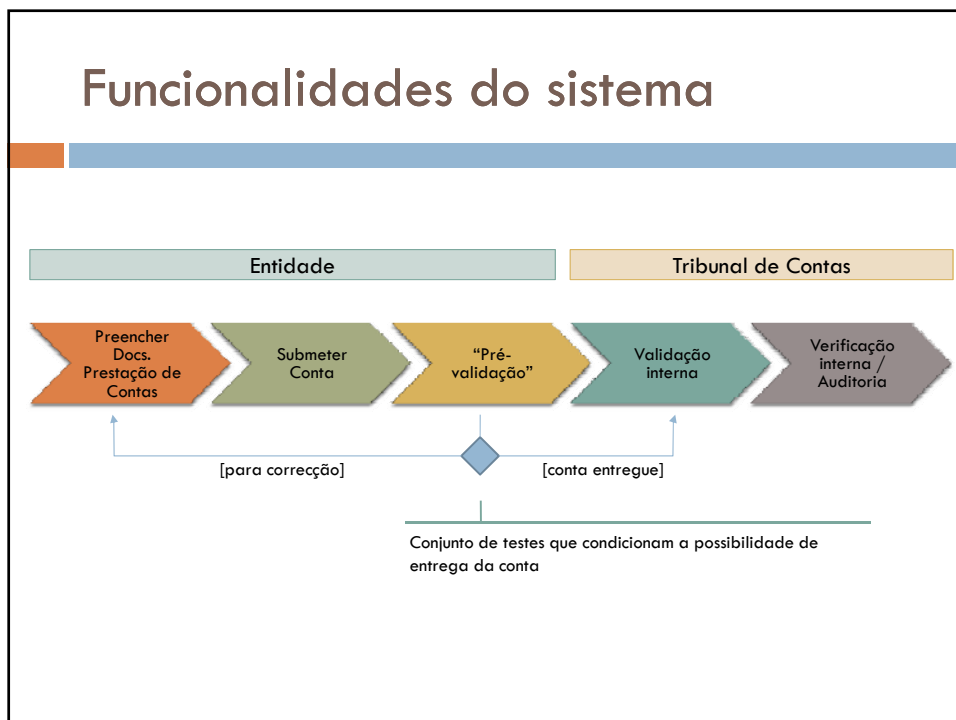 Funcionalidades do sistema
Entidade
Tribunal de Contas
Preencher
Docs.
Prestação de
Contas
Submeter
Conta
“Pré-
validação”
Validação
interna
Verificação
interna /
Auditoria
[para correcção]
[conta entregue]
Conjunto de testes que condicionam a possibilidade de
entrega da conta